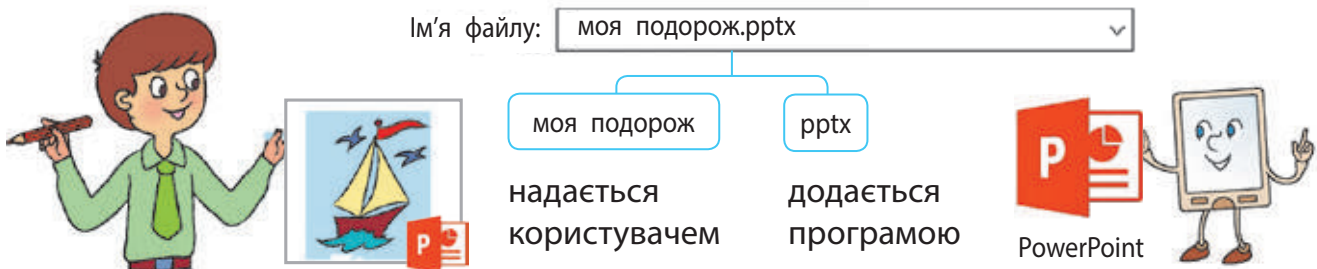 Ім’я файлу: моя подорож.pptx
моя подорож
pptx
надається
користувачем
додається
програмою
P
P
PowerPoint